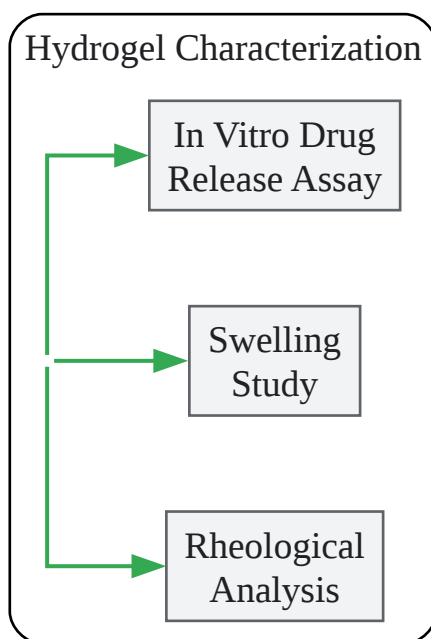 Hydrogel Characterization
In Vitro Drug
Release Assay
Swelling
Study
Rheological
Analysis